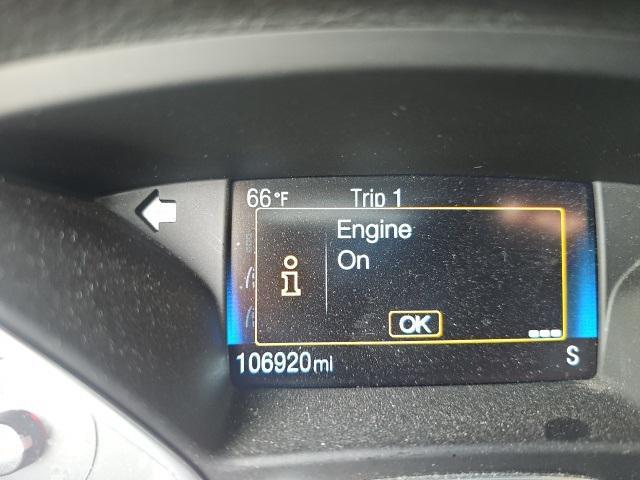 66°F Trip 1
Engine
On
OK
106920mi S